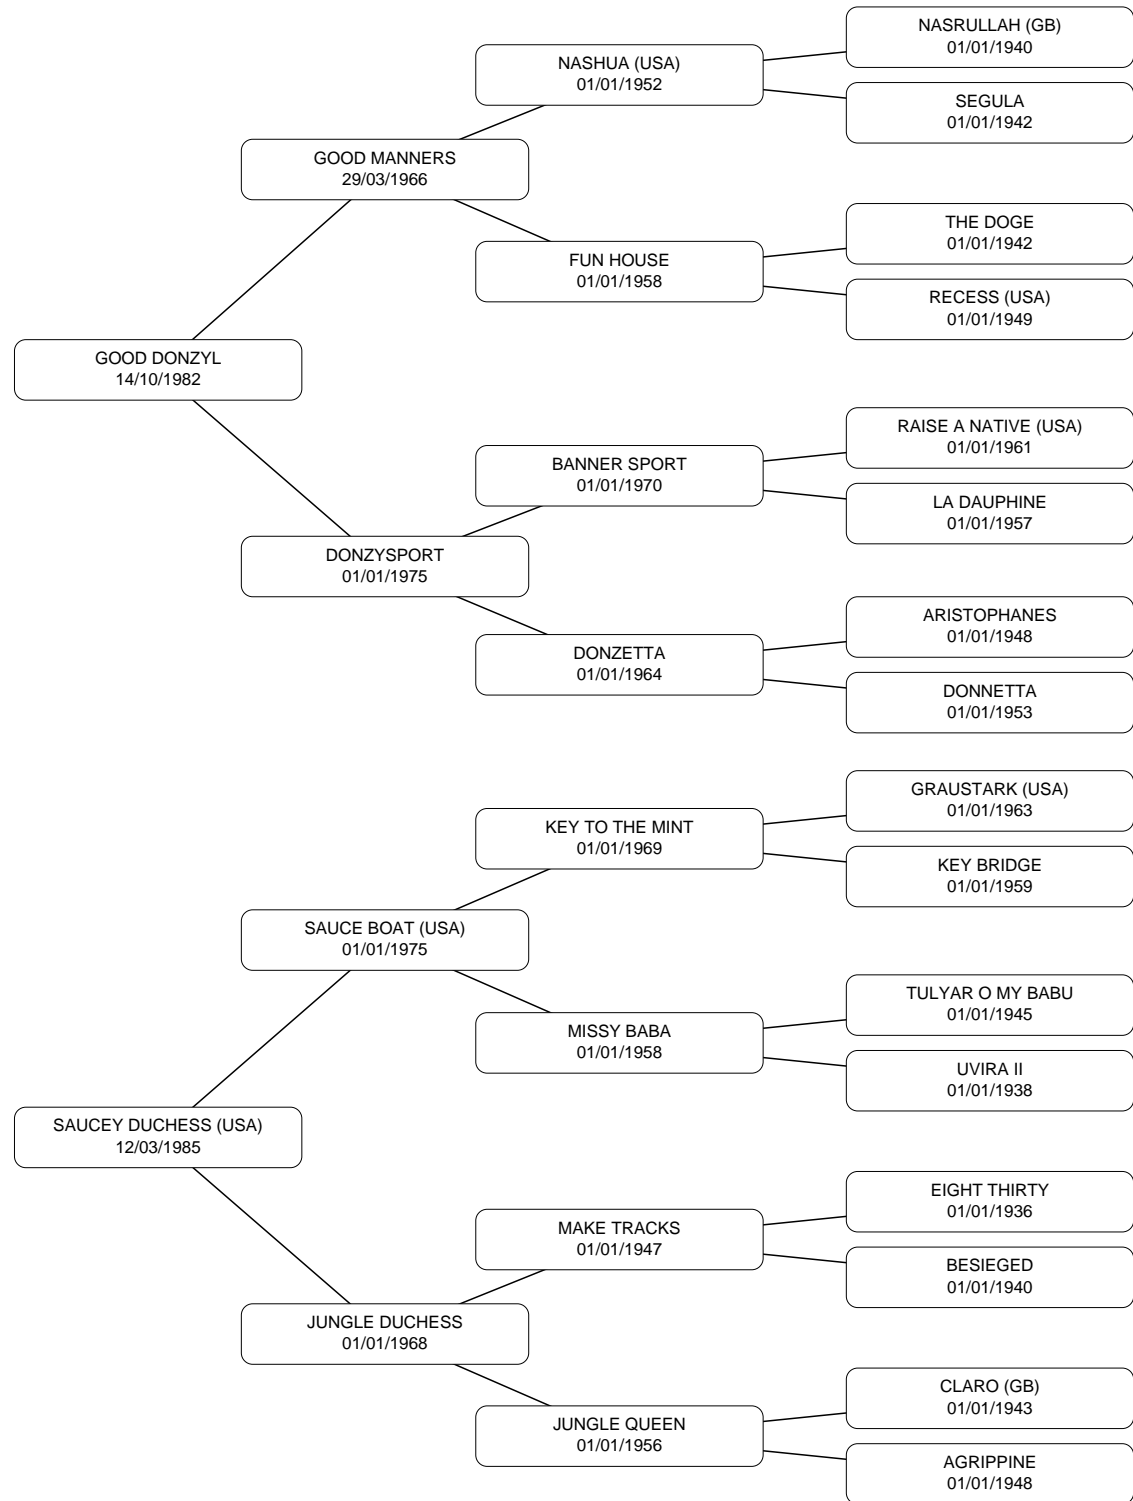 NASRULLAH (GB)
01/01/1940
NASHUA (USA)
01/01/1952
SEGULA
01/01/1942
GOOD MANNERS
29/03/1966
THE DOGE
01/01/1942
FUN HOUSE
01/01/1958
RECESS (USA)
01/01/1949
GOOD DONZYL
14/10/1982
RAISE A NATIVE (USA)
01/01/1961
BANNER SPORT
01/01/1970
LA DAUPHINE
01/01/1957
DONZYSPORT
01/01/1975
ARISTOPHANES
01/01/1948
DONZETTA
01/01/1964
DONNETTA
01/01/1953
GRAUSTARK (USA)
01/01/1963
KEY TO THE MINT
01/01/1969
KEY BRIDGE
01/01/1959
SAUCE BOAT (USA)
01/01/1975
TULYAR O MY BABU
01/01/1945
MISSY BABA
01/01/1958
UVIRA II
01/01/1938
SAUCEY DUCHESS (USA)
12/03/1985
EIGHT THIRTY
01/01/1936
MAKE TRACKS
01/01/1947
BESIEGED
01/01/1940
JUNGLE DUCHESS
01/01/1968
CLARO (GB)
01/01/1943
JUNGLE QUEEN
01/01/1956
AGRIPPINE
01/01/1948